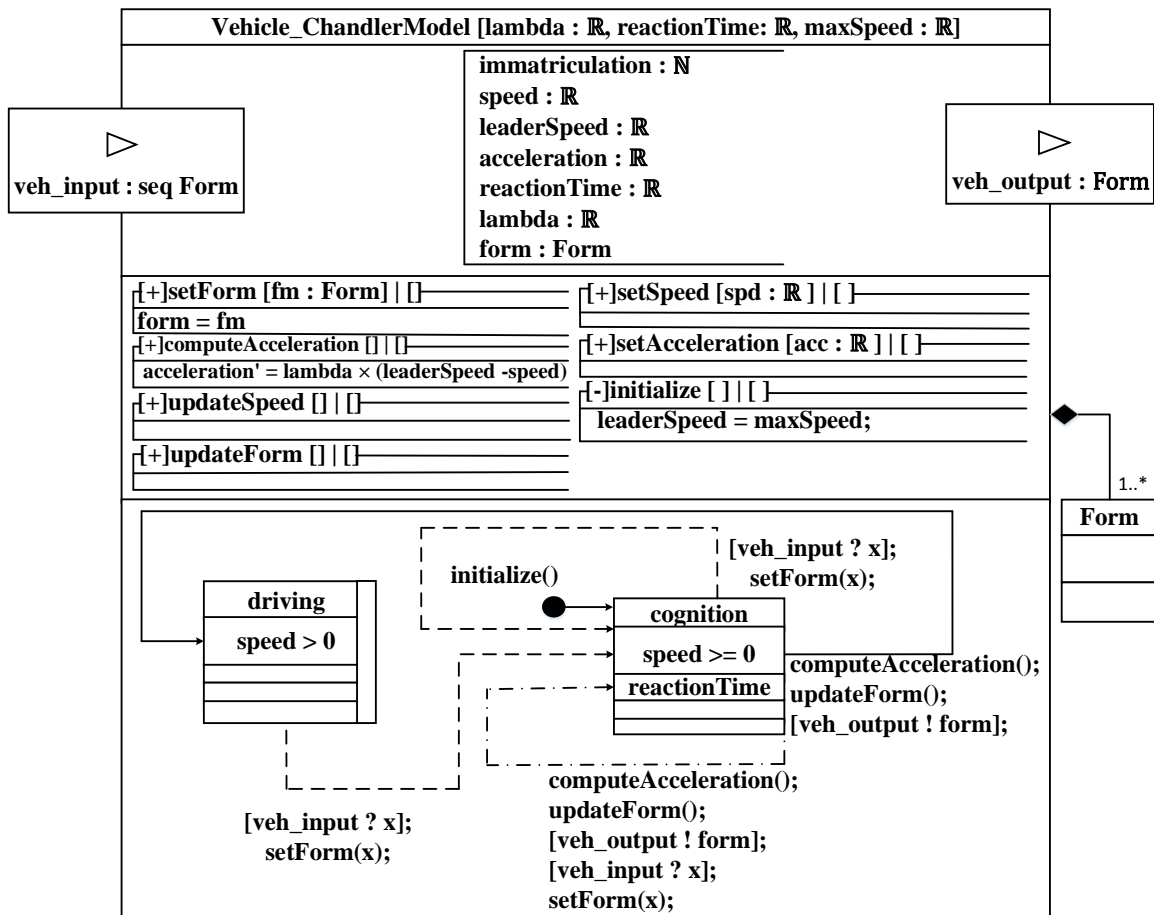 Vehicle_ChandlerModel [lambda : ℝ, reactionTime: ℝ, maxSpeed : ℝ]
immatriculation : ℕ
speed : ℝ
leaderSpeed : ℝ
acceleration : ℝ
reactionTime : ℝ
lambda : ℝ
form : Form
veh_input : seq Form
veh_output : Form
[+]setForm [fm : Form] | []
form = fm
[+]computeAcceleration [] | []
acceleration' = lambda × (leaderSpeed -speed)
[+]updateSpeed [] | []
[+]updateForm [] | []
[+]setSpeed [spd : ℝ ] | [ ]
[+]setAcceleration [acc : ℝ ] | [ ]
[-]initialize [ ] | [ ]
leaderSpeed = maxSpeed;
1..*
Form
[veh_input ? x];
setForm(x);
initialize()
driving
speed > 0
cognition
speed >= 0
reactionTime
computeAcceleration();
updateForm();
[veh_output ! form];
computeAcceleration();
updateForm();
[veh_output ! form];
[veh_input ? x];
setForm(x);
[veh_input ? x];
setForm(x);